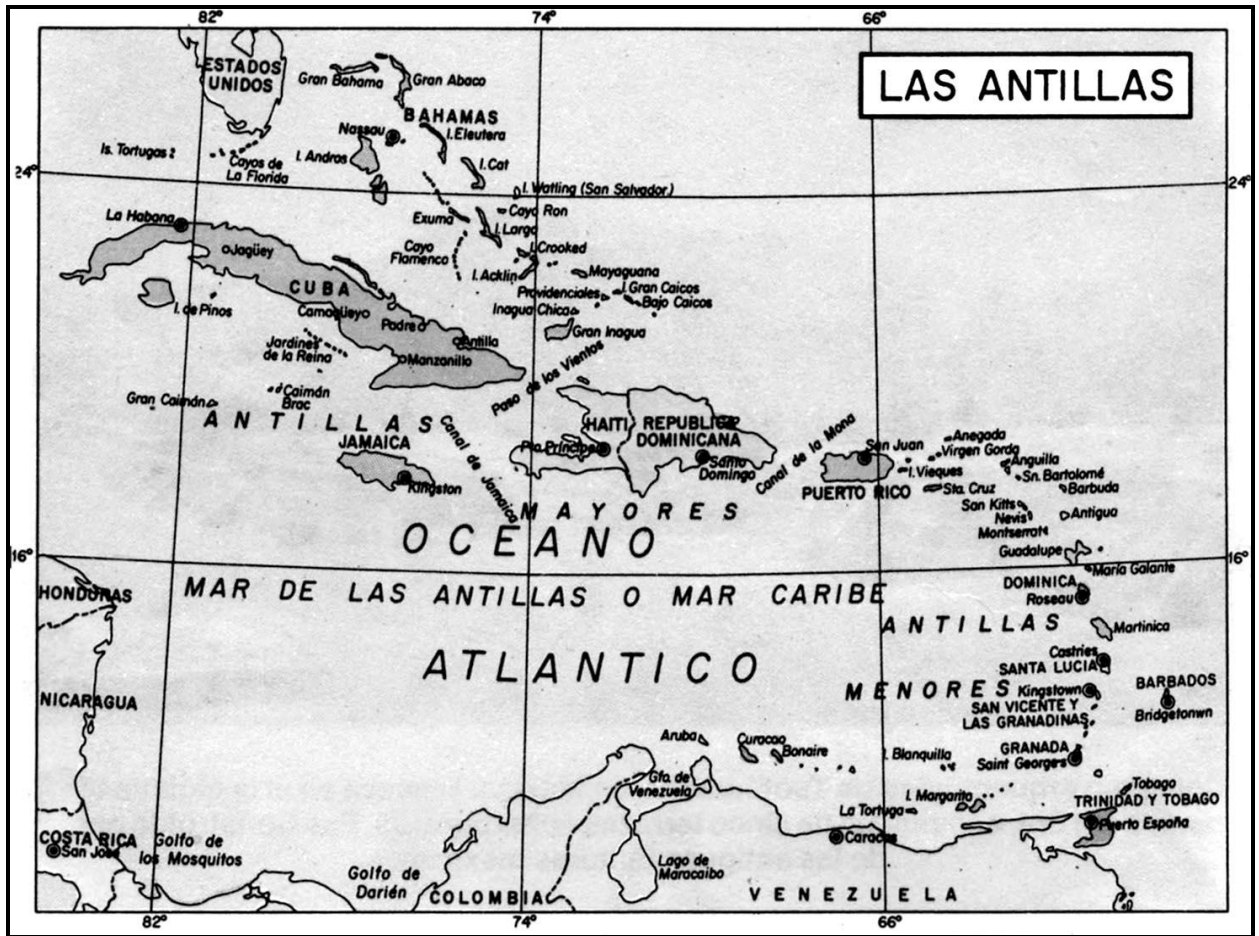 82°
74°
66°
LAS ANTILLAS
ESTADOS
UNIDOS
Gran Bahama
Gran Abaco
BAHAMAS
Nassau
I. Eleutera
Is. Tortugas
Cayos de
La Florida
I. Andros
I. Cat
24°
24°
I. Watling (San Salvador)
Cayo Ron
La Habana
Exuma
I. Larga
Jagüey
Cayo
Flamenco
I. Crooked
I. Acklin
Mayaguana
CUBA
I. Gran Caicos
Providenciales
Bajo Caicos
I. de Pinos
Camagüeyo
Inagua Chica
Padre
Gran Inagua
Antilla
Jardines
de la Reina
Manzanillo
Paso de los Vientos
Caimán
Brac
Gran Caimán
ANTILLAS
HAITI
REPUBLICA
DOMINICANA
JAMAICA
Canal de Jamaica
Pto. Príncipe
Santo
Domingo
Canal de la Mona
San Juan
Anegada
Virgen Gorda
Anguilla
I. Vieques
Sn. Bartolomé
Kingston
PUERTO RICO
Sta. Cruz
Barbuda
MAYORES
San Kitts
Nevis
Antigua
Montserrat
OCEANO
Guadalupe
16°
16°
María Galante
HONDURAS
MAR DE LAS ANTILLAS O MAR CARIBE
DOMINICA
Roseau
ANTILLAS
Martinica
ATLANTICO
Castries
SANTA LUCIA
NICARAGUA
MENORES
Kingstown
BARBADOS
SAN VICENTE Y
LAS GRANADINAS
Bridgetonwn
Aruba
Curacao
Bonaire
I. Blanquilla
GRANADA
Saint Georges
Gfo. de
Venezuela
I. Margarita
Tobago
La Tortuga
TRINIDAD Y TOBAGO
COSTA RICA
San José
Golfo de
los Mosquitos
Caracas
Puerto España
Golfo de
Darién
Lago de
Maracaibo
COLOMBIA
VENEZUELA
82°
74°
66°